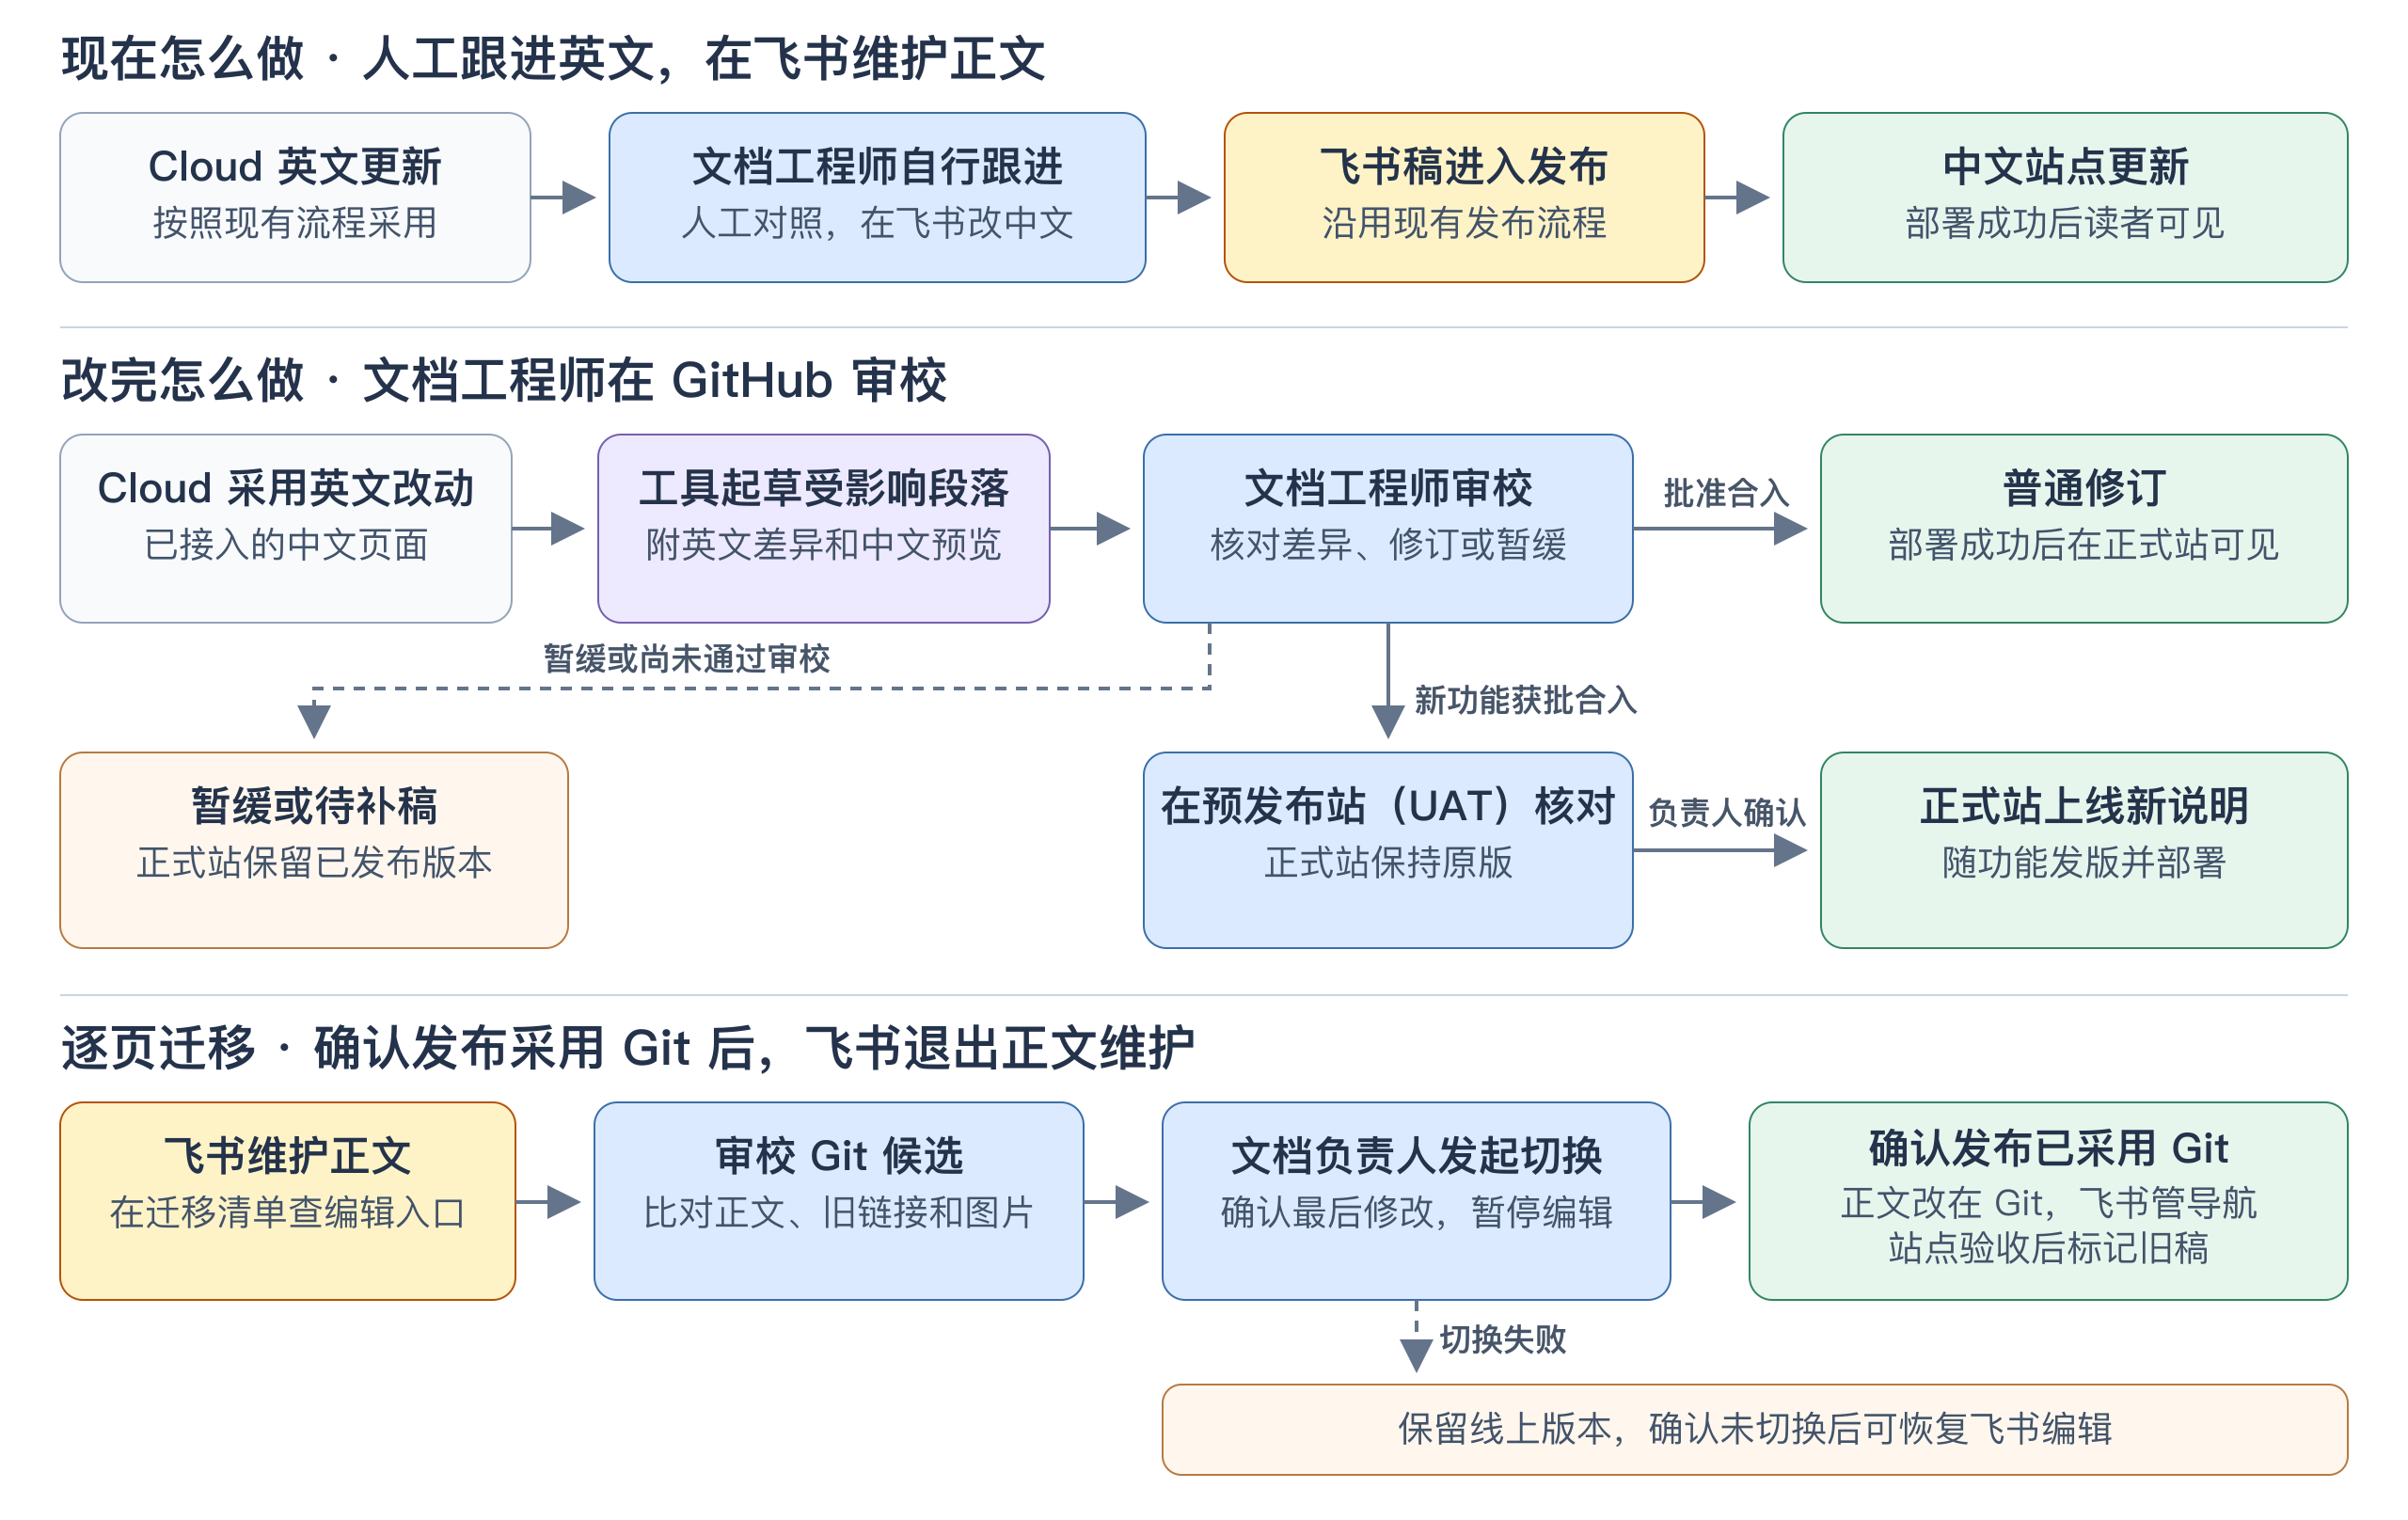 现在怎么做 · 人工跟进英文，在飞书维护正文
Cloud 英文更新
按照现有流程采用
文档工程师自行跟进
人工对照，在飞书改中文
飞书稿进入发布
沿用现有发布流程
中文站点更新
部署成功后读者可见
改完怎么做 · 文档工程师在 GitHub 审校
Cloud 采用英文改动
已接入的中文页面
工具起草受影响段落
附英文差异和中文预览
文档工程师审校
核对差异、修订或暂缓
批准合入
普通修订
部署成功后在正式站可见
暂缓或尚未通过审校
新功能获批合入
暂缓或待补稿
正式站保留已发布版本
在预发布站（UAT）核对
正式站保持原版
负责人确认
正式站上线新说明
随功能发版并部署
逐页迁移 · 确认发布采用 Git 后，飞书退出正文维护
飞书维护正文
在迁移清单查编辑入口
审校 Git 候选
比对正文、旧链接和图片
文档负责人发起切换
确认最后修改，暂停编辑
确认发布已采用 Git
正文改在 Git，飞书管导航
站点验收后标记旧稿
切换失败
保留线上版本，确认未切换后可恢复飞书编辑